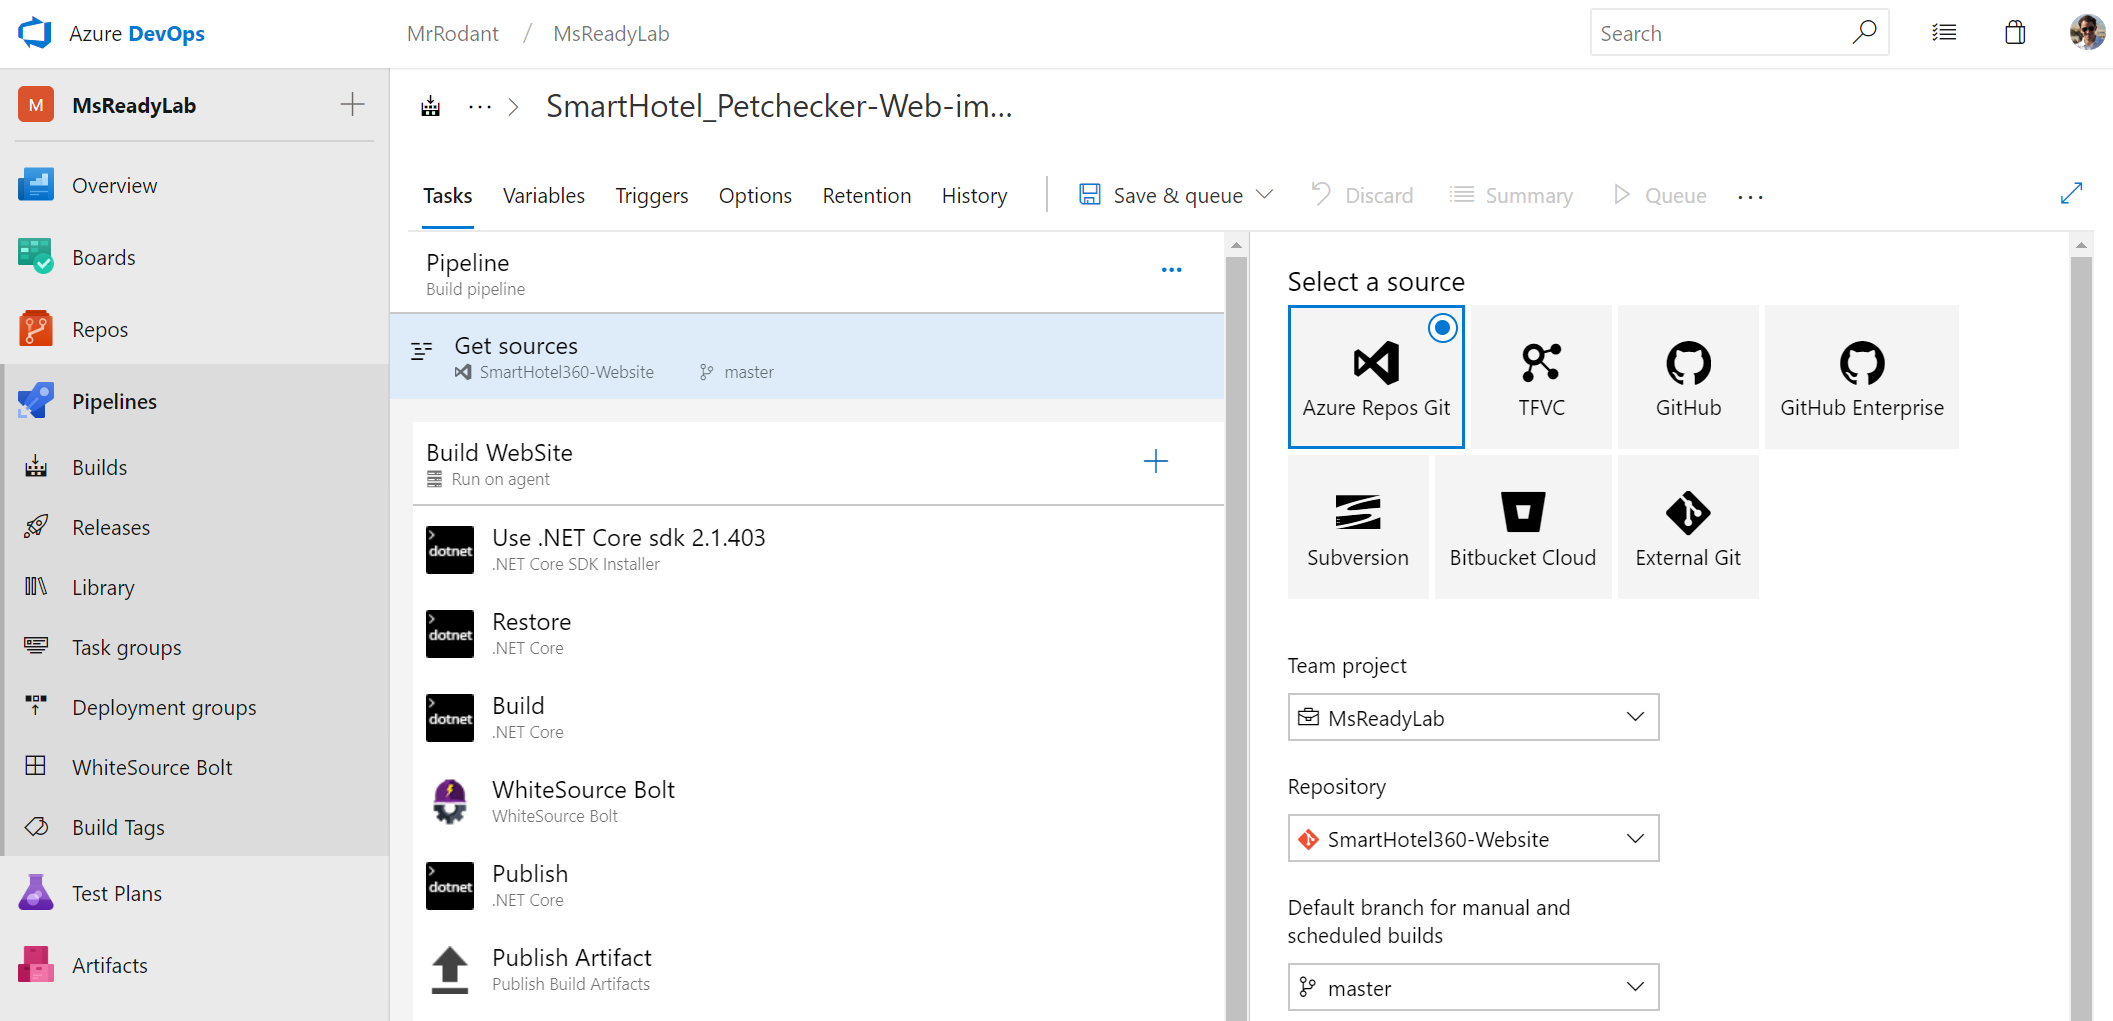 Azure DevOps
MrRodant / MsReadyLab
Search
M MsReadyLab
Overview
Boards
Repos
Pipelines
Builds
Releases
Library
Task groups
Deployment groups
WhiteSource Bolt
Build Tags
Test Plans
Artifacts
... > SmartHotel_Petchecker-Web-im...
Tasks Variables Triggers Options Retention History Save & queue Discard Summary Queue ...
Pipeline
Build pipeline
Get sources
SmartHotel360-Website master
Build WebSite
Run on agent
dotnet
Use .NET Core sdk 2.1.403
.NET Core SDK Installer
dotnet
Restore
.NET Core
dotnet
Build
.NET Core
WhiteSource Bolt
WhiteSource Bolt
dotnet
Publish
.NET Core
Publish Artifact
Publish Build Artifacts
Select a source
Azure Repos Git TFVC GitHub GitHub Enterprise
Subversion Bitbucket Cloud External Git
Team project
MsReadyLab
Repository
SmartHotel360-Website
Default branch for manual and
scheduled builds
master